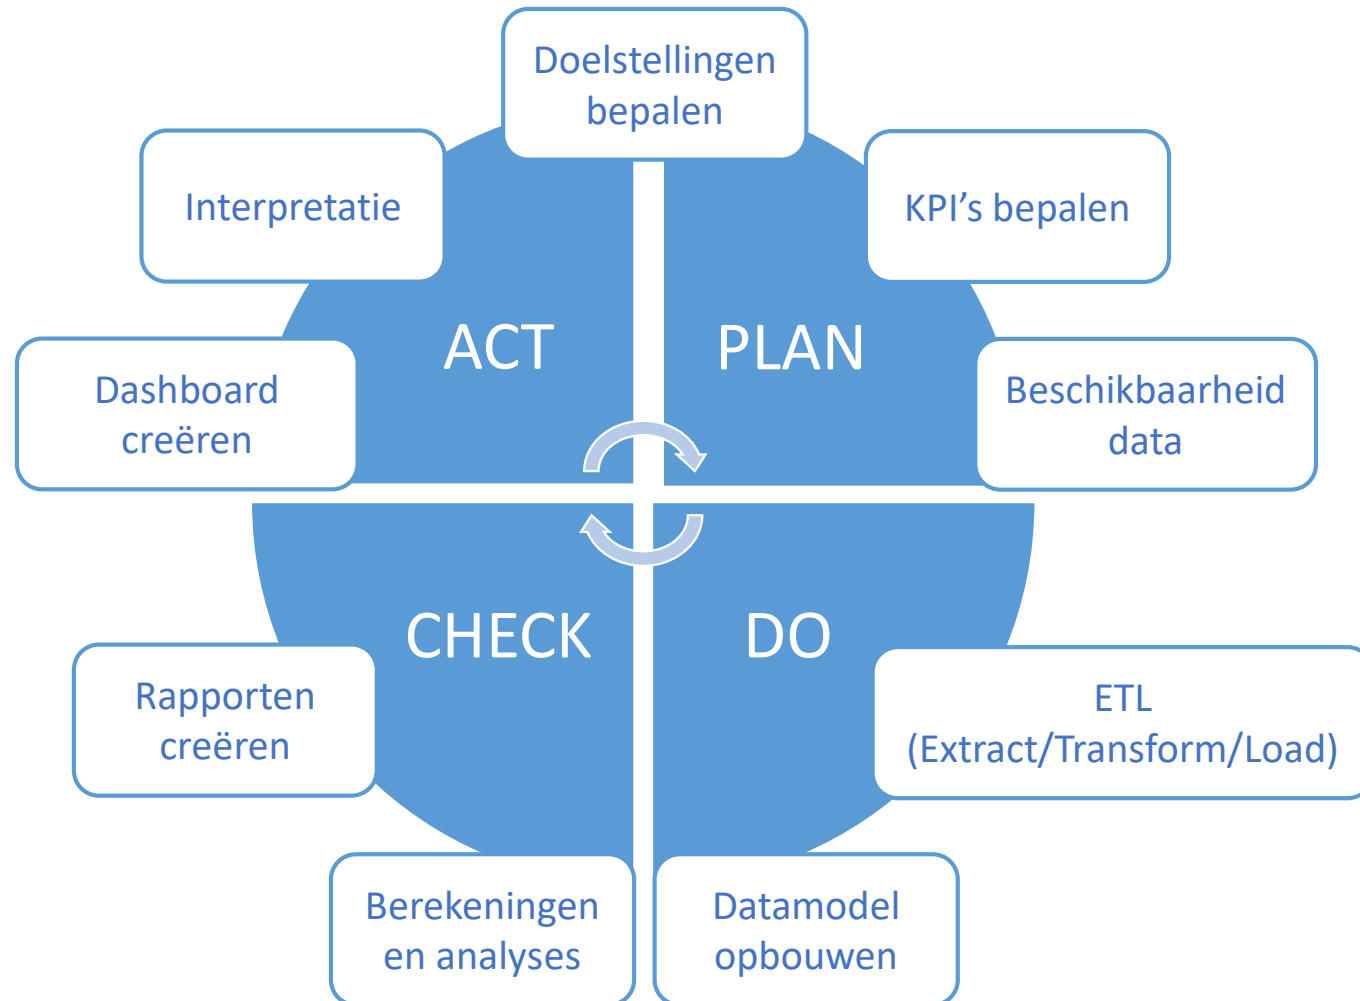 Doelstellingen
bepalen
Interpretatie
KPI's bepalen
ACT
PLAN
Dashboard
creëren
Beschikbaarheid
data
CHECK
DO
Rapporten
creëren
ETL
(Extract/Transform/Load)
Berekeningen
en analyses
Datamodel
opbouwen